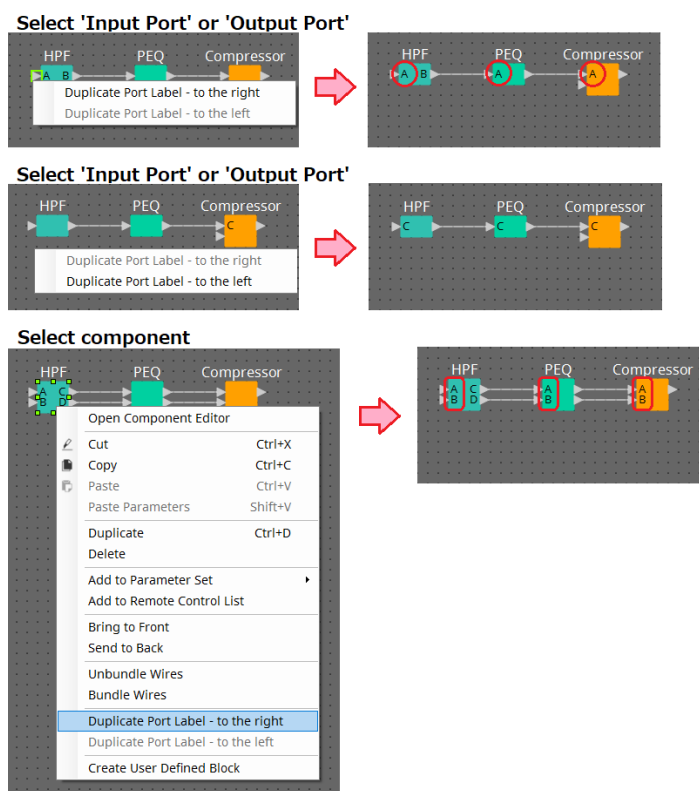 Select 'Input Port' or 'Output Port'
HPF PEQ Compressor
A B
Duplicate Port Label - to the right
Duplicate Port Label - to the left
HPF PEQ Compressor
A B A A
Select 'Input Port' or 'Output Port'
HPF PEQ Compressor
C
Duplicate Port Label - to the right
Duplicate Port Label - to the left
HPF PEQ Compressor
C C C
Select component
HPF PEQ Compressor
A C
B D
Open Component Editor
Cut Ctrl+X
Copy Ctrl+C
Paste Ctrl+V
Paste Parameters Shift+V
Duplicate Ctrl+D
Delete
Add to Parameter Set
Add to Remote Control List
Bring to Front
Send to Back
Unbundle Wires
Bundle Wires
Duplicate Port Label - to the right
Duplicate Port Label - to the left
Create User Defined Block
HPF PEQ Compressor
A C A A
B D B B